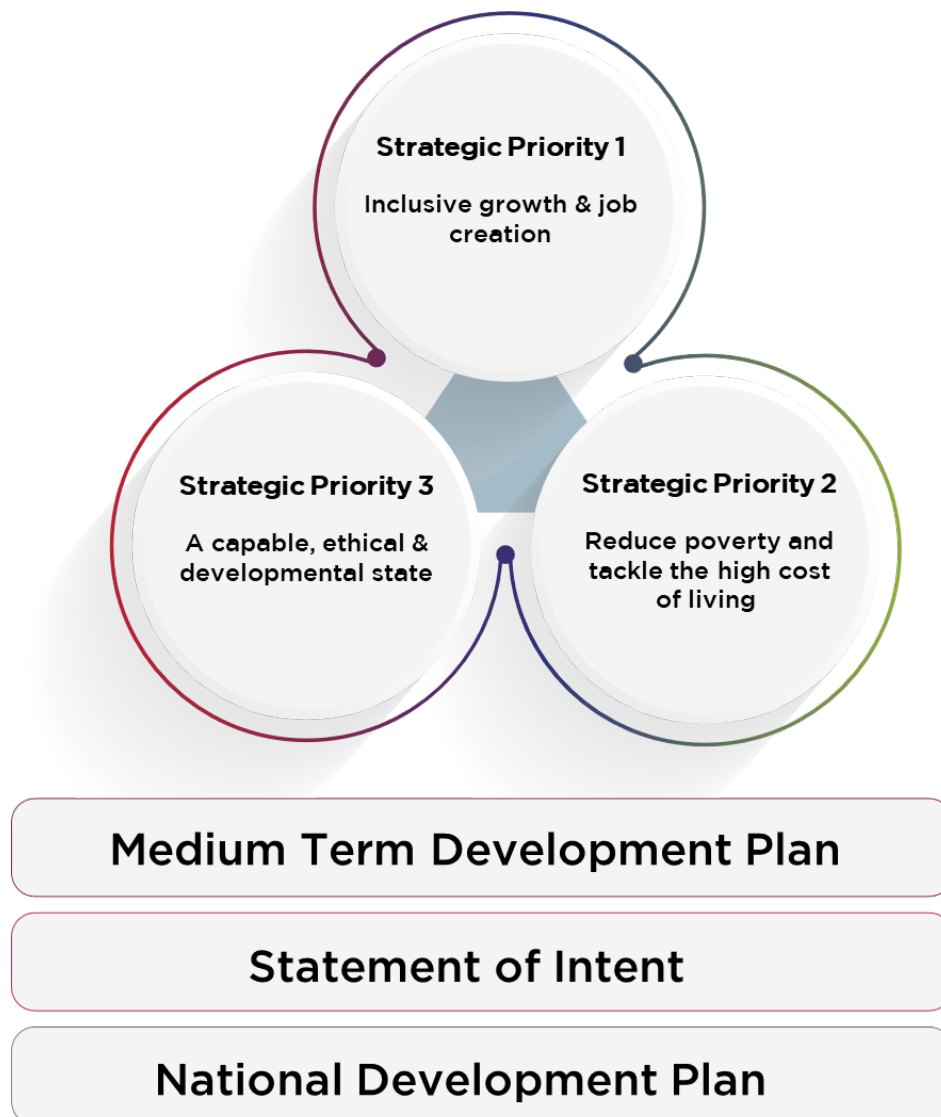 Strategic Priority 1
Inclusive growth & job
creation
Strategic Priority 3
A capable, ethical &
developmental state
Strategic Priority 2
Reduce poverty and
tackle the high cost
of living
Medium Term Development Plan
Statement of Intent
National Development Plan